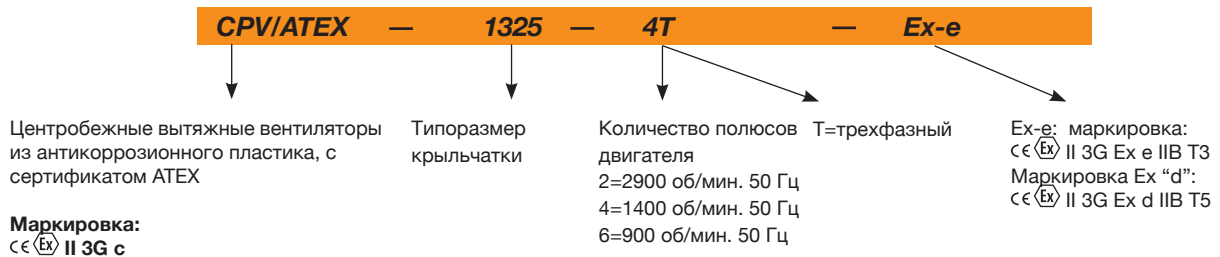 CPV/ATEX — 1325 — 4T — Ex-e
Центробежные вытяжные вентиляторы
из антикоррозионного пластика, с
сертификатом ATEX
Маркировка:
CE Ex II 3G c
Типоразмер
крыльчатки
Количество полюсов
двигателя
2=2900 об/мин. 50 Гц
4=1400 об/мин. 50 Гц
6=900 об/мин. 50 Гц
Т=трехфазный
Ex-e: маркировка:
CE Ex II 3G Ex e IIB T3
Маркировка Ex “d”:
CE Ex II 3G Ex d IIB T5